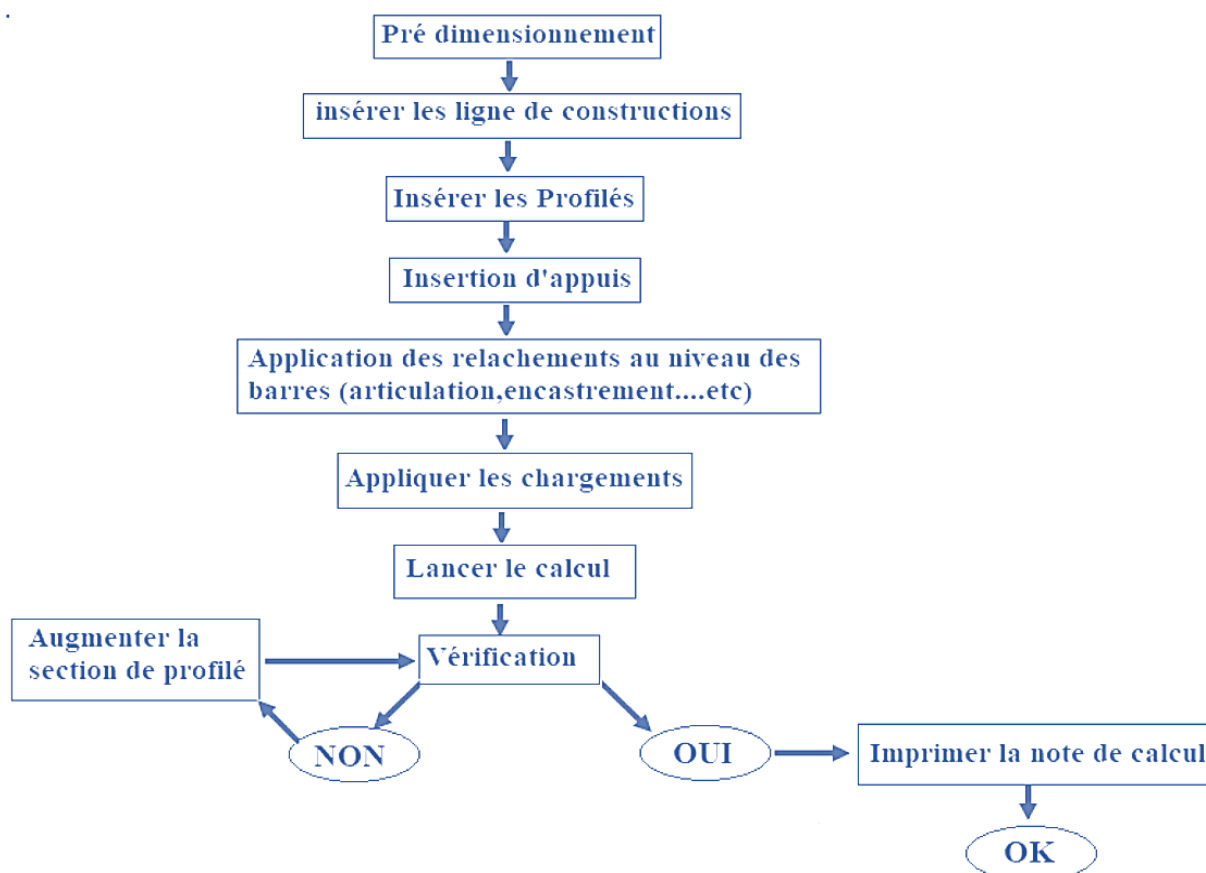 Pré dimensionnement
insérer les ligne de constructions
Insérer les Profilés
Insertion d'appuis
Application des relachements au niveau des
barres (articulation,encastrement....etc)
Appliquer les chargements
Lancer le calcul
Augmenter la
section de profilé
Vérification
NON
OUI
Imprimer la note de calcul
OK